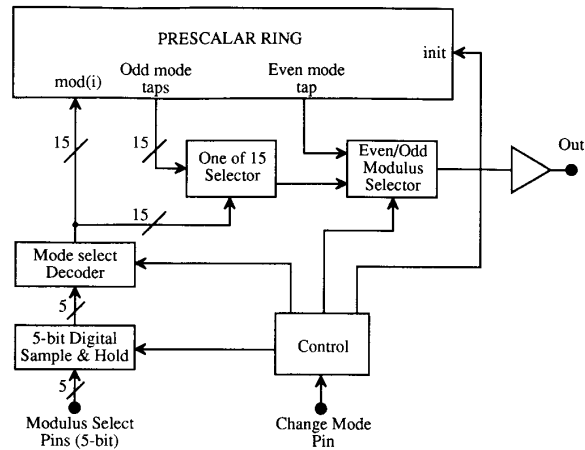 PRESCALAR RING
init
mod(i)
Odd mode
taps
Even mode
tap
15
15
One of 15
Selector
Even/Odd
Modulus
Selector
Out
15
Mode select
Decoder
5
5-bit Digital
Sample & Hold
Control
5
Modulus Select
Pins (5-bit)
Change Mode
Pin